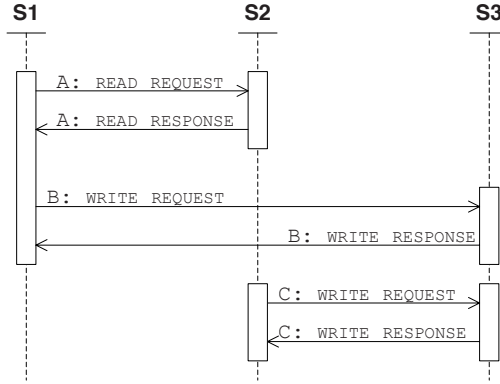 S1 S2 S3
A: READ REQUEST
A: READ RESPONSE
B: WRITE REQUEST
B: WRITE RESPONSE
C: WRITE REQUEST
C: WRITE RESPONSE